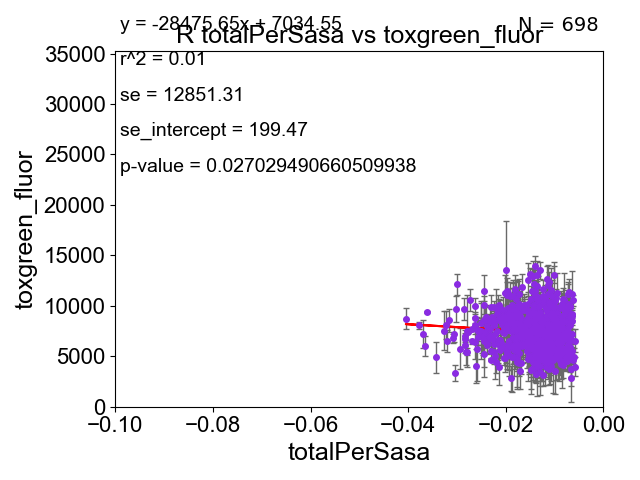 y = -28475.65x + 7034.55
N = 698
R totalPerSasa vs toxgreen_fluor
r^2 = 0.01
se = 12851.31
se_intercept = 199.47
p-value = 0.027029490660509938
35000
30000
25000
20000
15000
10000
5000
0
toxgreen_fluor
−0.10 −0.08 −0.06 −0.04 −0.02 0.00
totalPerSasa